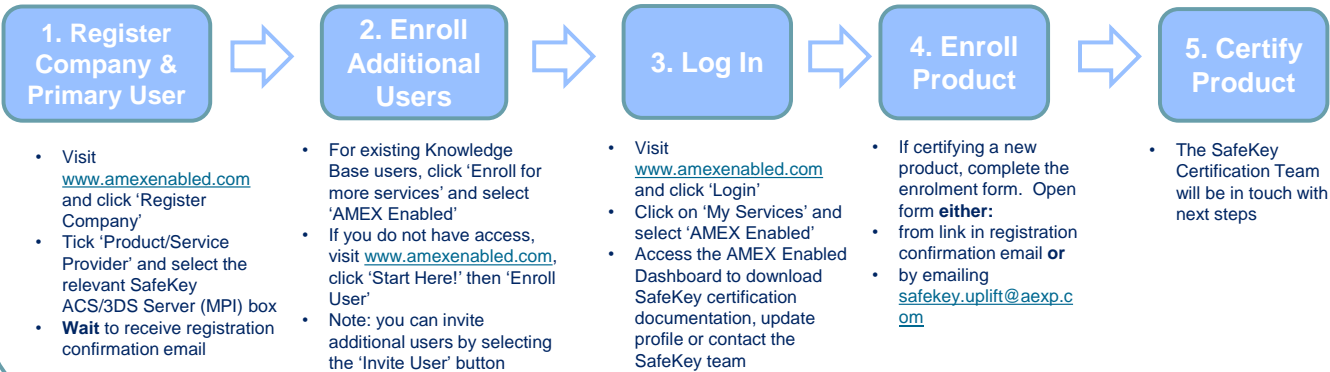 1. Register
Company &
Primary User
2. Enroll
Additional
Users
3. Log In
4. Enroll
Product
5. Certify
Product
• Visit
www.amexenabled.com
and click ‘Register
Company’
• Tick ‘Product/Service
Provider’ and select the
relevant SafeKey
ACS/3DS Server (MPI) box
• Wait to receive registration
confirmation email
• For existing Knowledge
Base users, click ‘Enroll for
more services’ and select
‘AMEX Enabled’
• If you do not have access,
visit www.amexenabled.com,
click ‘Start Here!’ then ‘Enroll
User’
• Note: you can invite
additional users by selecting
the ‘Invite User’ button
• Visit
www.amexenabled.com
and click ‘Login’
• Click on ‘My Services’ and
select ‘AMEX Enabled’
• Access the AMEX Enabled
Dashboard to download
SafeKey certification
documentation, update
profile or contact the
SafeKey team
• If certifying a new
product, complete the
enrolment form. Open
form either:
• from link in registration
confirmation email or
• by emailing
safekey.uplift@aexp.c
om
• The SafeKey
Certification Team
will be in touch with
next steps